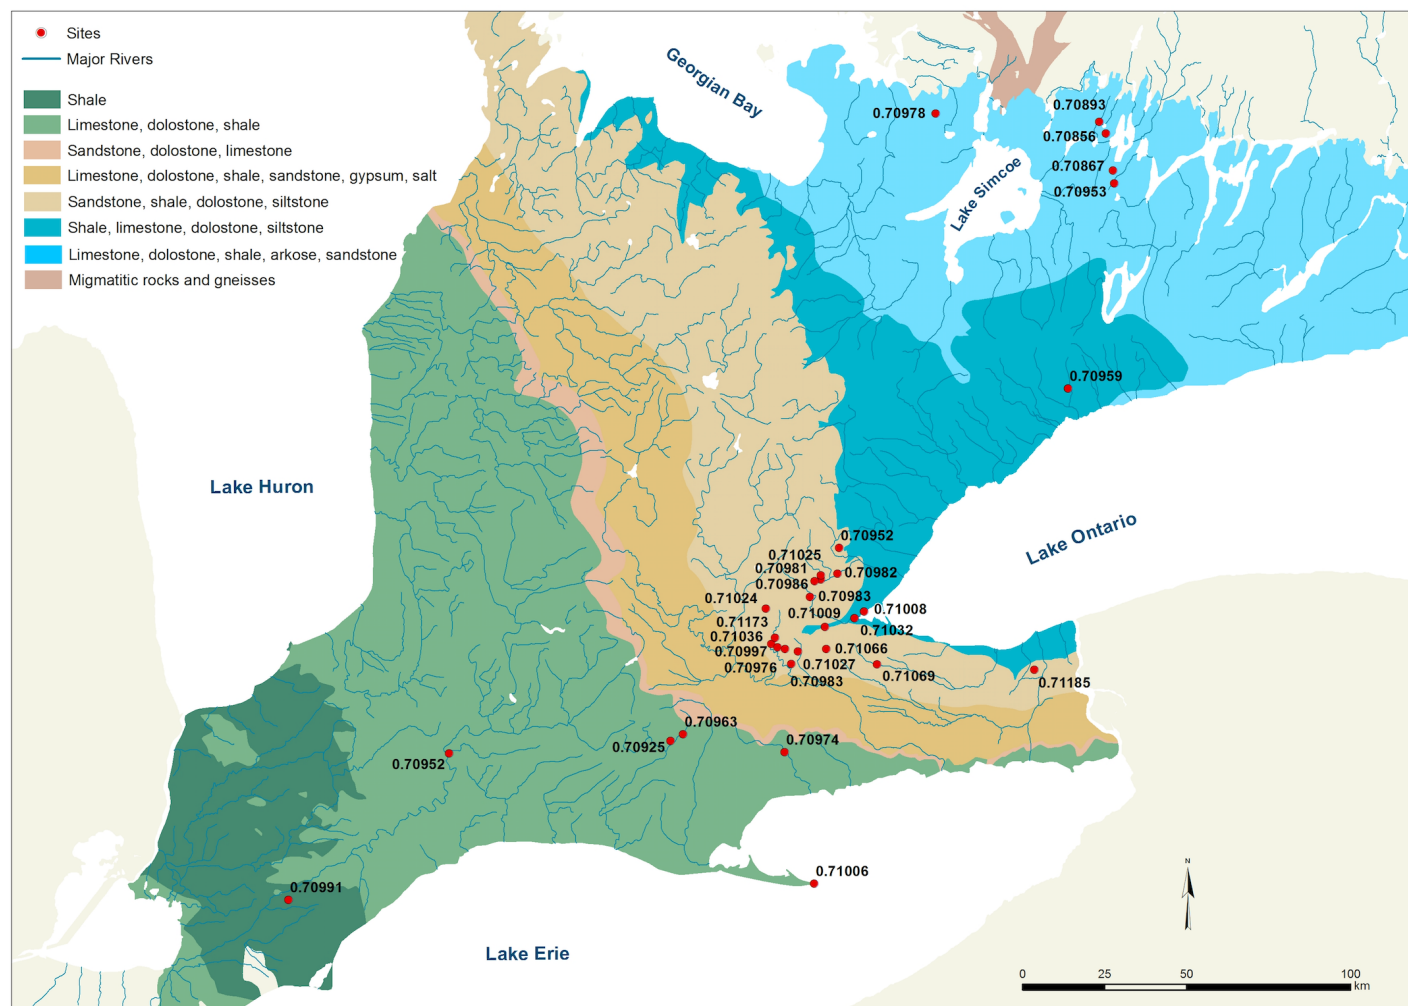 Sites
Major Rivers
Shale
Limestone, dolostone, shale
Sandstone, dolostone, limestone
Limestone, dolostone, shale, sandstone, gypsum, salt
Sandstone, shale, dolostone, siltstone
Shale, limestone, dolostone, siltstone
Limestone, dolostone, shale, arkose, sandstone
Migmatitic rocks and gneisses
Georgian Bay
0.70978
0.70893
0.70856
0.70867
0.70953
Lake Simcoe
0.70959
Lake Huron
Lake Ontario
0.70952
0.71025
0.70981
0.70982
0.70986
0.71024
0.70983
0.71009
0.71008
0.71173
0.71032
0.71036
0.70997
0.71066
0.70976
0.71027
0.71069
0.70983
0.71185
0.70963
0.70925
0.70974
0.70952
0.71006
0.70991
Lake Erie
N
0 25 50 100
km